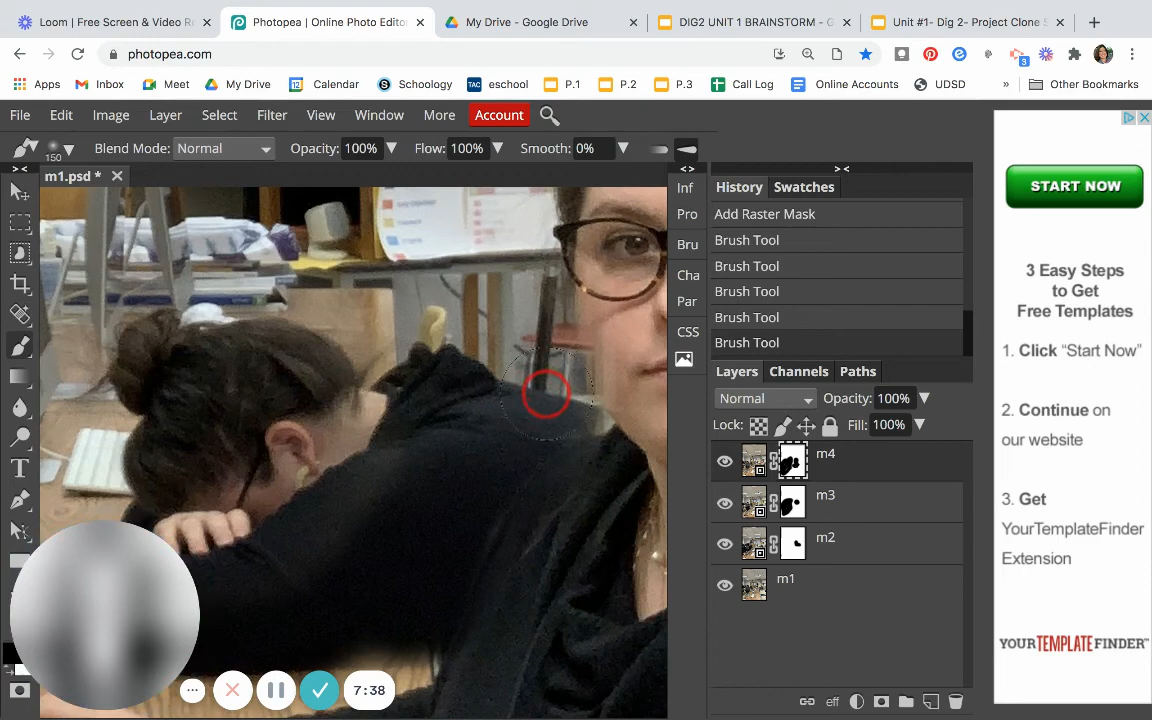 Loom | Free Screen & Video R
Photopea | Online Photo Editor
My Drive - Google Drive
DIG2 UNIT 1 BRAINSTORM - G
Unit #1- Dig 2- Project Clone S
photopea.com
3
Apps
Inbox
Meet
My Drive
12
Calendar
S
Schoology
TAC
eschool
P.1
P.2
P.3
Call Log
Online Accounts
UDSD
»
Other Bookmarks
File
Edit
Image
Layer
Select
Filter
View
Window
More
Account
150
Blend Mode:
Normal
Opacity:
100%
Flow:
100%
Smooth:
0%
m1.psd *
Inf
Pro
Bru
Cha
Par
CSS
History
Swatches
Add Raster Mask
Brush Tool
Brush Tool
Brush Tool
Brush Tool
Brush Tool
Layers
Channels
Paths
Normal
Opacity:
100%
Lock:
Fill:
100%
m4
m3
m2
m1
eff
7:38
START NOW
3 Easy Steps
to Get
Free Templates
1. Click “Start Now”
2. Continue on
our website
3. Get
YourTemplateFinder
Extension
YOURTEMPLATEFINDER™